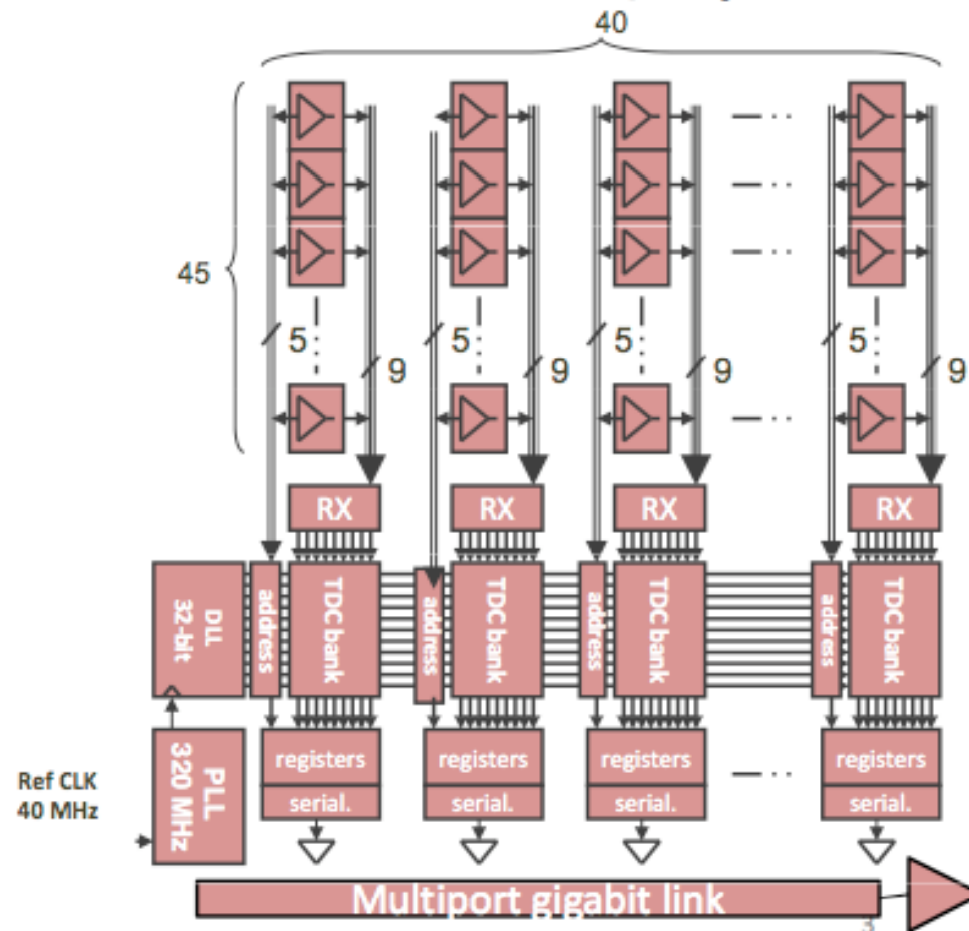 40
45
5 9 5 9 5 9 5 9
RX RX RX RX
DLL
32-bit
address TDC bank address TDC bank address TDC bank address TDC bank
PLL
320 MHz
Ref CLK
40 MHz
registers registers registers registers
serial. serial. serial. serial.
Multiport gigabit link